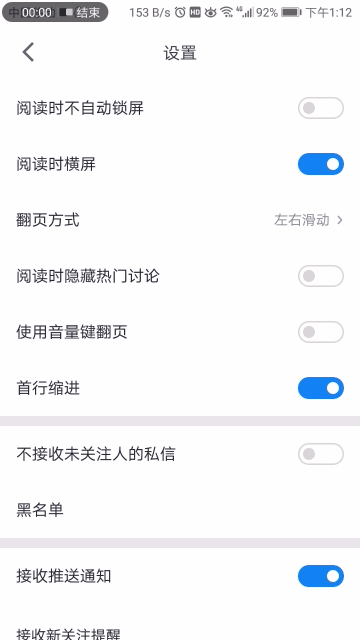 00:00 结束 153 B/s HD 46 92% 下午1:12
设置
阅读时不自动锁屏
阅读时横屏
翻页方式 左右滑动
阅读时隐藏热门讨论
使用音量键翻页
首行缩进
不接收未关注人的私信
黑名单
接收推送通知
接收新关注提醒